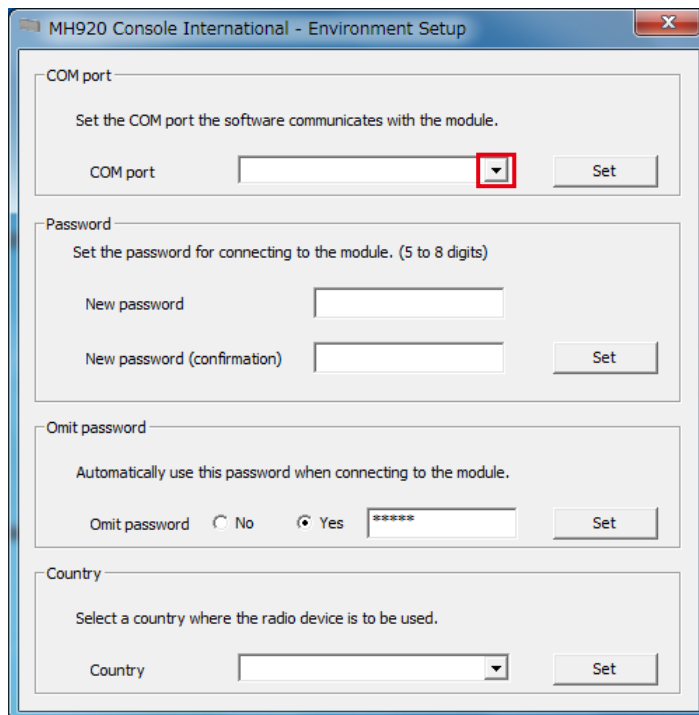 MH920 Console International - Environment Setup
COM port
Set the COM port the software communicates with the module.
COM port Set
Password
Set the password for connecting to the module. (5 to 8 digits)
New password
New password (confirmation) Set
Omit password
Automatically use this password when connecting to the module.
Omit password No Yes ***** Set
Country
Select a country where the radio device is to be used.
Country Set